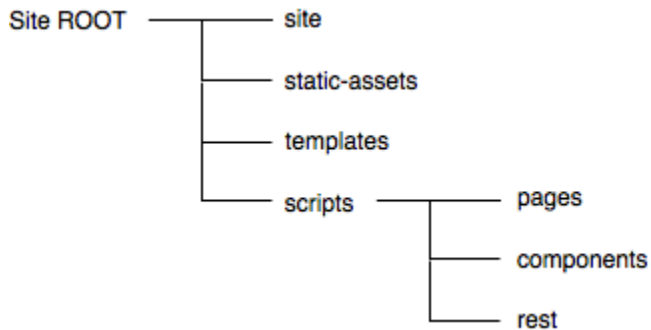 Site ROOT
site
static-assets
templates
scripts
pages
components
rest